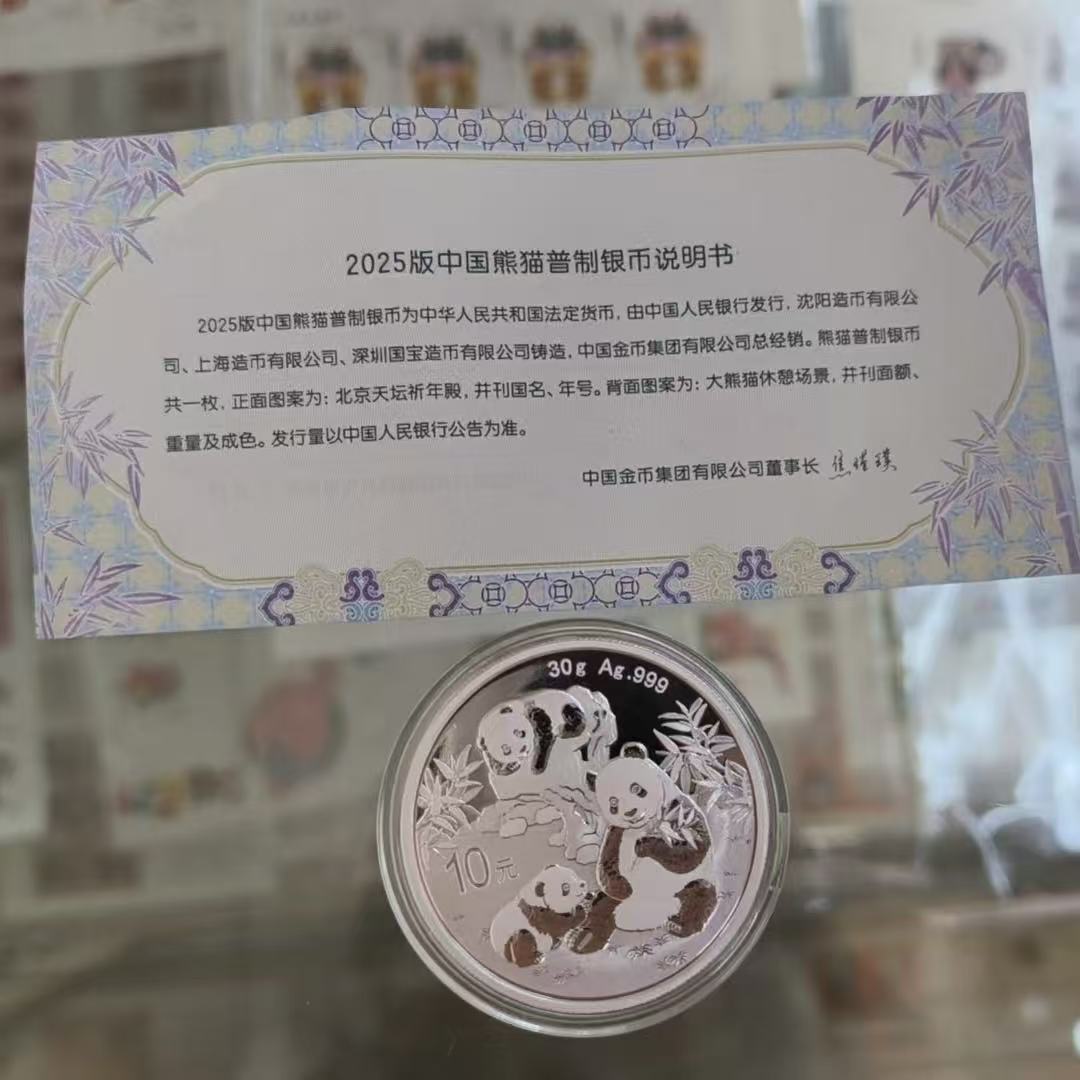 2025版中国熊猫普制银币说明书
2025版中国熊猫普制银币为中华人民共和国法定货币，由中国人民银行发行，沈阳造币有限公
司、上海造币有限公司、深圳国宝造币有限公司铸造，中国金币集团有限公司总经销。熊猫普制银币
共一枚，正面图案为：北京天坛祈年殿，并刊国名、年号。背面图案为：大熊猫休憩场景，并刊面额、
重量及成色。发行量以中国人民银行公告为准。
中国金币集团有限公司董事长
30g Ag.999
10元